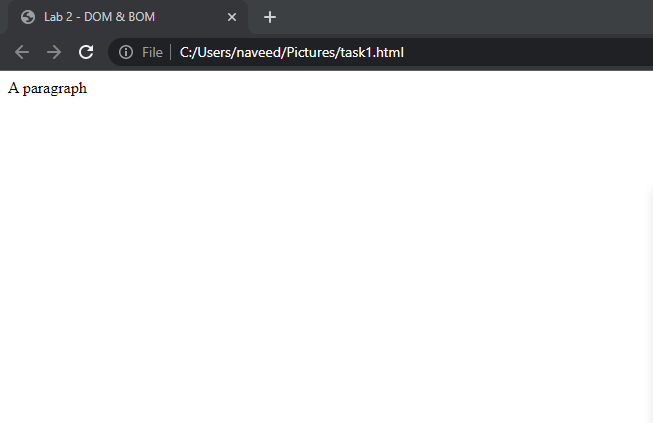 Lab 2 - DOM & BOM
File C:/Users/naveed/Pictures/task1.html
A paragraph